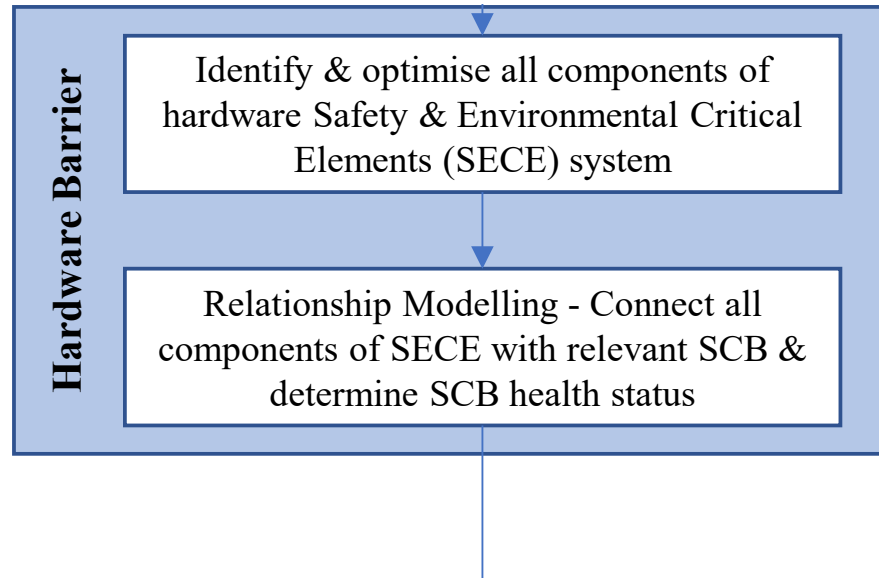 Hardware Barrier
Identify & optimise all components of
hardware Safety & Environmental Critical
Elements (SECE) system
Relationship Modelling - Connect all
components of SECE with relevant SCB &
determine SCB health status